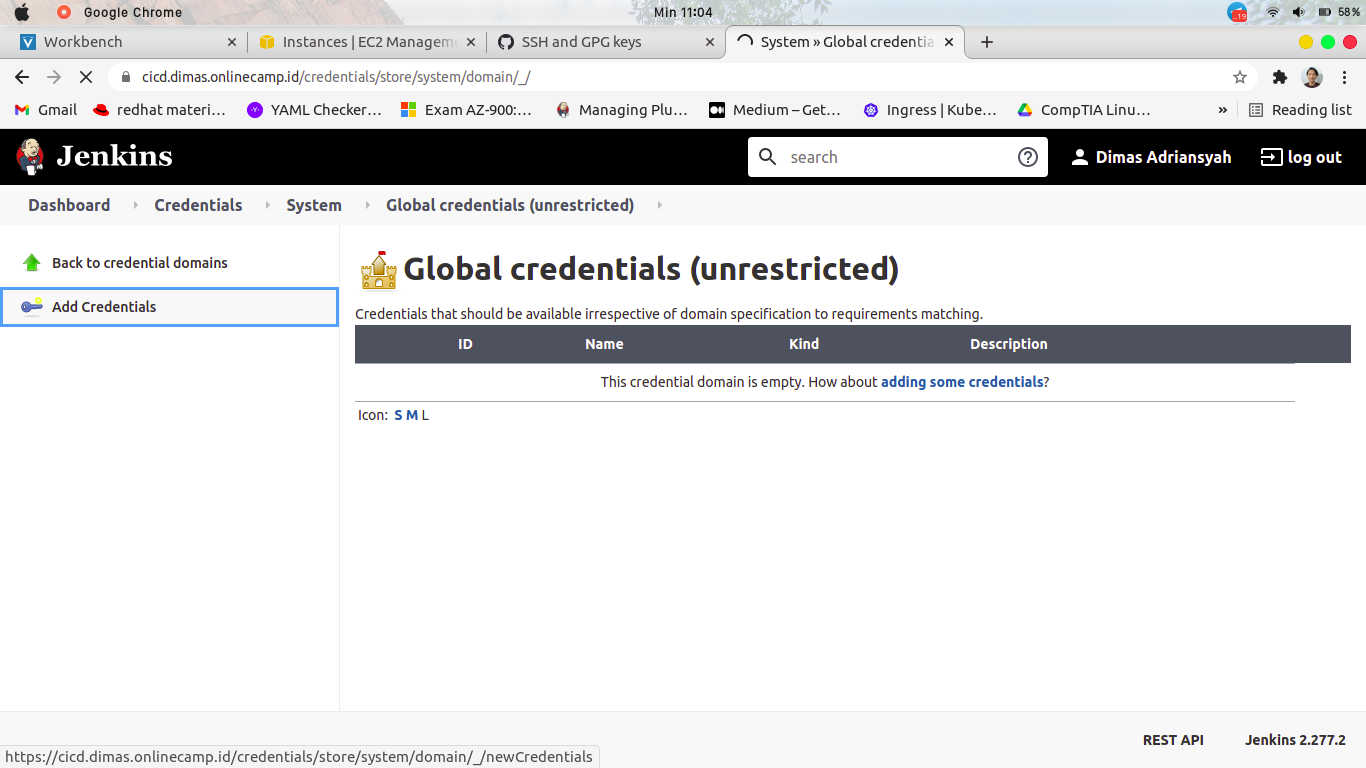 Google Chrome Min 11:04 19 58%
Workbench Instances | EC2 Managem SSH and GPG keys System » Global credentia
cicd.dimas.onlinecamp.id/credentials/store/system/domain/_/
Gmail redhat materi... YAML Checker... Exam AZ-900:... Managing Plu... Medium – Get... Ingress | Kube... CompTIA Linu... » Reading list
Jenkins search Dimas Adriansyah log out
Dashboard Credentials System Global credentials (unrestricted)
Back to credential domains
Add Credentials
Global credentials (unrestricted)
Credentials that should be available irrespective of domain specification to requirements matching.
ID Name Kind Description
This credential domain is empty. How about adding some credentials?
Icon: S M L
REST API Jenkins 2.277.2
https://cicd.dimas.onlinecamp.id/credentials/store/system/domain/_/newCredentials